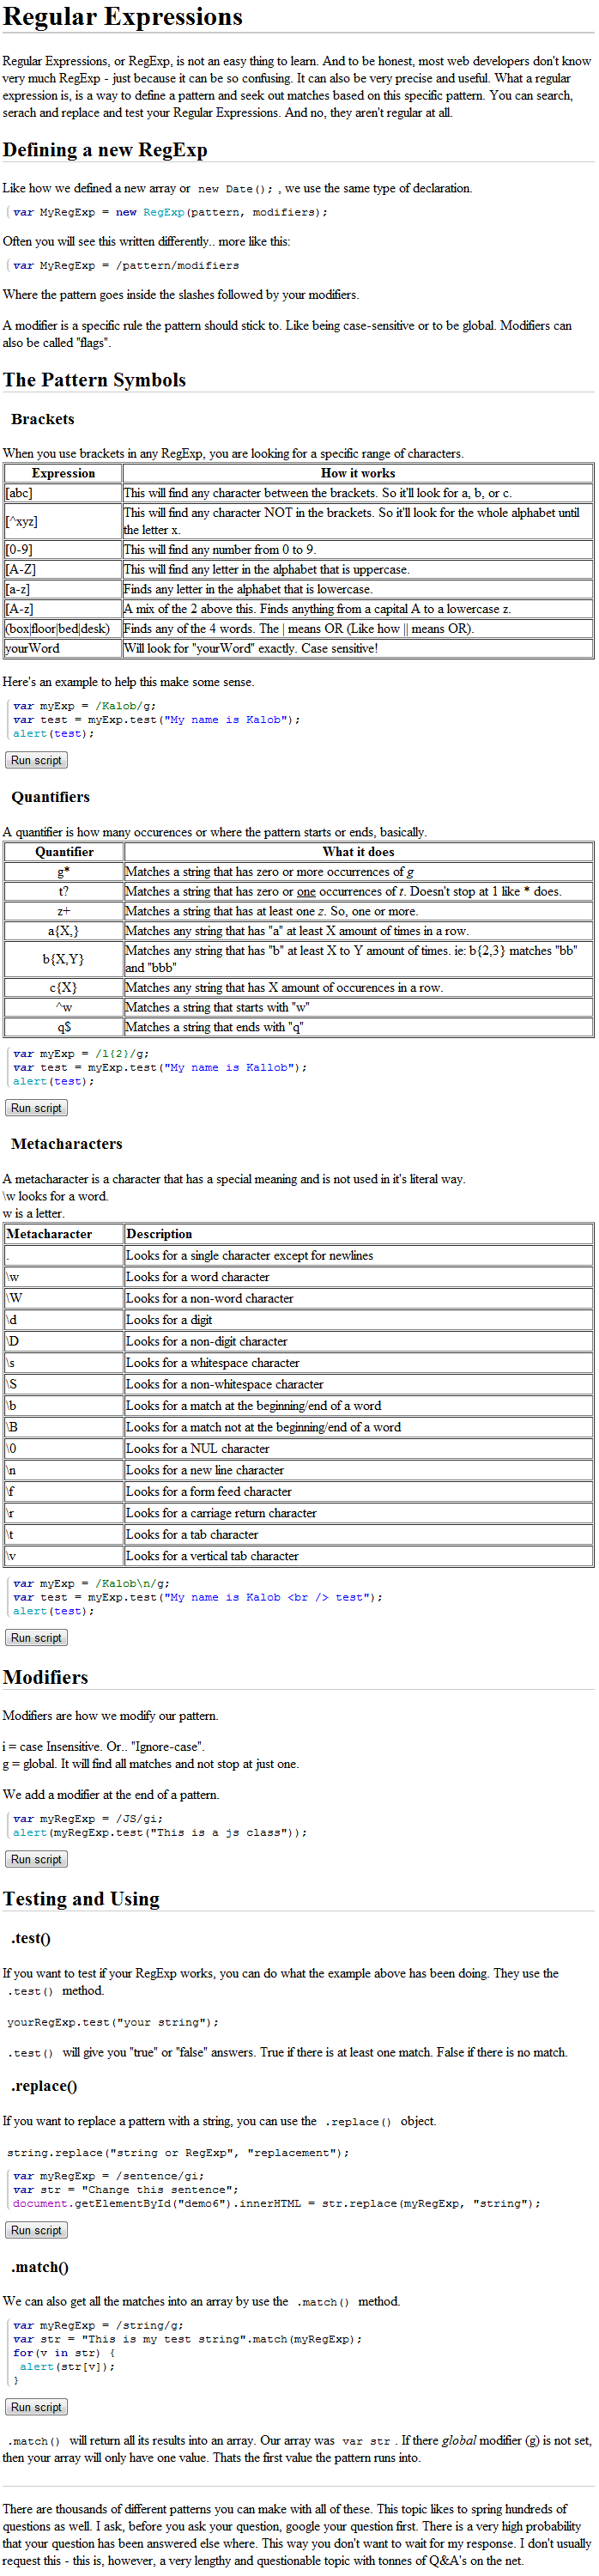 Regular Expressions
Regular Expressions, or RegExp, is not an easy thing to learn. And to be honest, most web developers don't know
very much RegExp - just because it can be so confusing. It can also be very precise and useful. What a regular
expression is, is a way to define a pattern and seek out matches based on this specific pattern. You can search,
serach and replace and test your Regular Expressions. And no, they aren't regular at all.
Defining a new RegExp
Like how we defined a new array or new Date(); , we use the same type of declaration.
var MyRegExp = new RegExp(pattern, modifiers);
Often you will see this written differently.. more like this:
var MyRegExp = /pattern/modifiers
Where the pattern goes inside the slashes followed by your modifiers.
A modifier is a specific rule the pattern should stick to. Like being case-sensitive or to be global. Modifiers can
also be called "flags".
The Pattern Symbols
Brackets
When you use brackets in any RegExp, you are looking for a specific range of characters.
Expression How it works
[abc] This will find any character between the brackets. So it'll look for a, b, or c.
[^xyz] This will find any character NOT in the brackets. So it'll look for the whole alphabet until
the letter x.
[0-9] This will find any number from 0 to 9.
[A-Z] This will find any letter in the alphabet that is uppercase.
[a-z] Finds any letter in the alphabet that is lowercase.
[A-z] A mix of the 2 above this. Finds anything from a capital A to a lowercase z.
(box|floor|bed|desk) Finds any of the 4 words. The | means OR (Like how || means OR).
yourWord Will look for "yourWord" exactly. Case sensitive!
Here's an example to help this make some sense.
var myExp = /Kalob/g;
var test = myExp.test("My name is Kalob");
alert(test);
Run script
Quantifiers
A quantifier is how many occurences or where the pattern starts or ends, basically.
Quantifier What it does
g* Matches a string that has zero or more occurrences of g
t? Matches a string that has zero or one occurrences of t. Doesn't stop at 1 like * does.
z+ Matches a string that has at least one z. So, one or more.
a{X,} Matches any string that has "a" at least X amount of times in a row.
b{X,Y} Matches any string that has "b" at least X to Y amount of times. ie: b{2,3} matches "bb"
and "bbb"
c{X} Matches any string that has X amount of occurences in a row.
^w Matches a string that starts with "w"
q$ Matches a string that ends with "q"
var myExp = /l{2}/g;
var test = myExp.test("My name is Kallob");
alert(test);
Run script
Metacharacters
A metacharacter is a character that has a special meaning and is not used in it's literal way.
\w looks for a word.
w is a letter.
Metacharacter Description
. Looks for a single character except for newlines
\w Looks for a word character
\W Looks for a non-word character
\d Looks for a digit
\D Looks for a non-digit character
\s Looks for a whitespace character
\S Looks for a non-whitespace character
\b Looks for a match at the beginning/end of a word
\B Looks for a match not at the beginning/end of a word
\0 Looks for a NUL character
\n Looks for a new line character
\f Looks for a form feed character
\r Looks for a carriage return character
\t Looks for a tab character
\v Looks for a vertical tab character
var myExp = /Kalob\n/g;
var test = myExp.test("My name is Kalob <br /> test");
alert(test);
Run script
Modifiers
Modifiers are how we modify our pattern.
i = case Insensitive. Or.. "Ignore-case".
g = global. It will find all matches and not stop at just one.
We add a modifier at the end of a pattern.
var myRegExp = /JS/gi;
alert(myRegExp.test("This is a js class"));
Run script
Testing and Using
.test()
If you want to test if your RegExp works, you can do what the example above has been doing. They use the
.test() method.
yourRegExp.test("your string");
.test() will give you "true" or "false" answers. True if there is at least one match. False if there is no match.
.replace()
If you want to replace a pattern with a string, you can use the .replace() object.
string.replace("string or RegExp", "replacement");
var myRegExp = /sentence/gi;
var str = "Change this sentence";
document.getElementById("demo6").innerHTML = str.replace(myRegExp, "string");
Run script
.match()
We can also get all the matches into an array by use the .match() method.
var myRegExp = /string/g;
var str = "This is my test string".match(myRegExp);
for(v in str) {
alert(str[v]);
}
Run script
.match() will return all its results into an array. Our array was var str . If there global modifier (g) is not set,
then your array will only have one value. Thats the first value the pattern runs into.
There are thousands of different patterns you can make with all of these. This topic likes to spring hundreds of
questions as well. I ask, before you ask your question, google your question first. There is a very high probability
that your question has been answered else where. This way you don't want to wait for my response. I don't usually
request this - this is, however, a very lengthy and questionable topic with tonnes of Q&A's on the net.